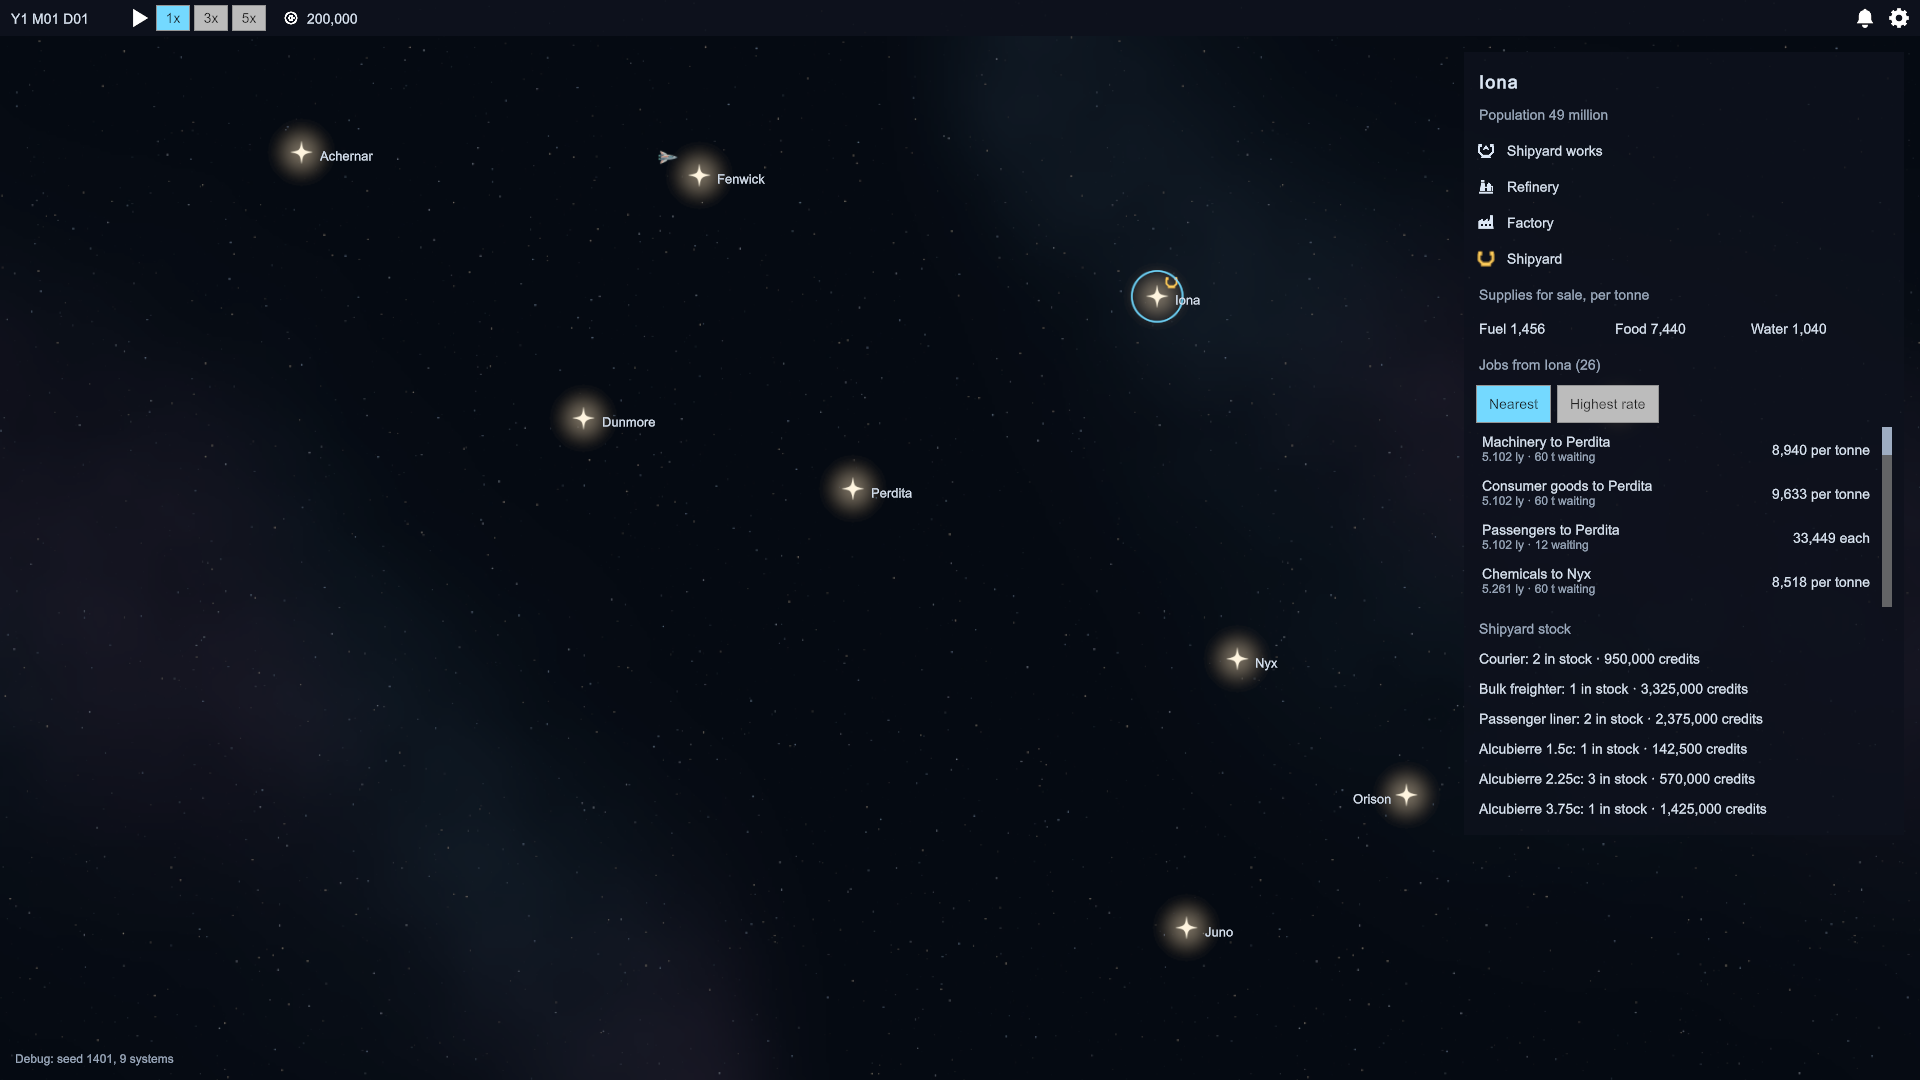 Y1 M01 D01
1x
3x
5x
200,000
Achernar
Fenwick
Iona
Dunmore
Perdita
Nyx
Orison
Juno
Iona
Population 49 million
Shipyard works
Refinery
Factory
Shipyard
Supplies for sale, per tonne
Fuel 1,456 Food 7,440 Water 1,040
Jobs from Iona (26)
Nearest Highest rate
Machinery to Perdita
5.102 ly · 60 t waiting
8,940 per tonne
Consumer goods to Perdita
5.102 ly · 60 t waiting
9,633 per tonne
Passengers to Perdita
5.102 ly · 12 waiting
33,449 each
Chemicals to Nyx
5.261 ly · 60 t waiting
8,518 per tonne
Shipyard stock
Courier: 2 in stock · 950,000 credits
Bulk freighter: 1 in stock · 3,325,000 credits
Passenger liner: 2 in stock · 2,375,000 credits
Alcubierre 1.5c: 1 in stock · 142,500 credits
Alcubierre 2.25c: 3 in stock · 570,000 credits
Alcubierre 3.75c: 1 in stock · 1,425,000 credits
Debug: seed 1401, 9 systems